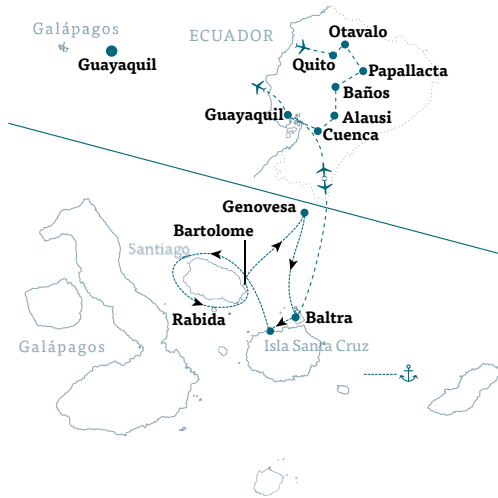 Galápagos
Guayaquil
ECUADOR
Otavalo
Quito
Papallacta
Baños
Guayaquil
Alausi
Cuenca
Genovesa
Bartolome
Santiago
Rabida
Baltra
Galápagos
Isla Santa Cruz